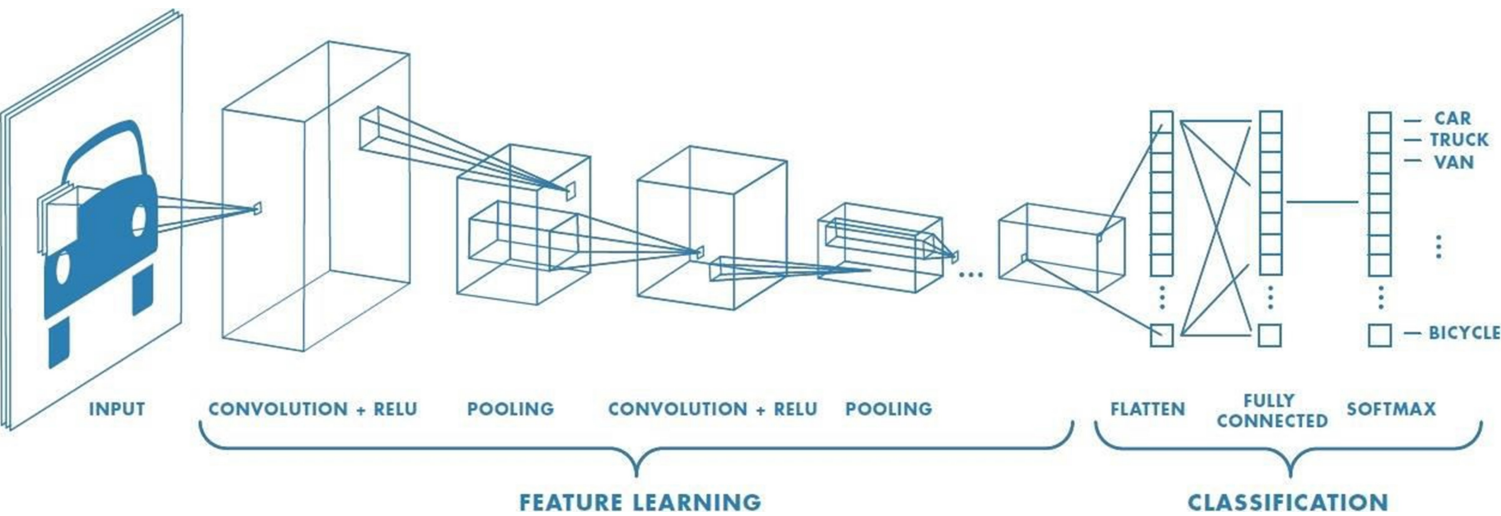 CAR
TRUCK
VAN
BICYCLE
INPUT
CONVOLUTION + RELU
POOLING
CONVOLUTION + RELU
POOLING
FLATTEN
FULLY
CONNECTED
SOFTMAX
FEATURE LEARNING
CLASSIFICATION